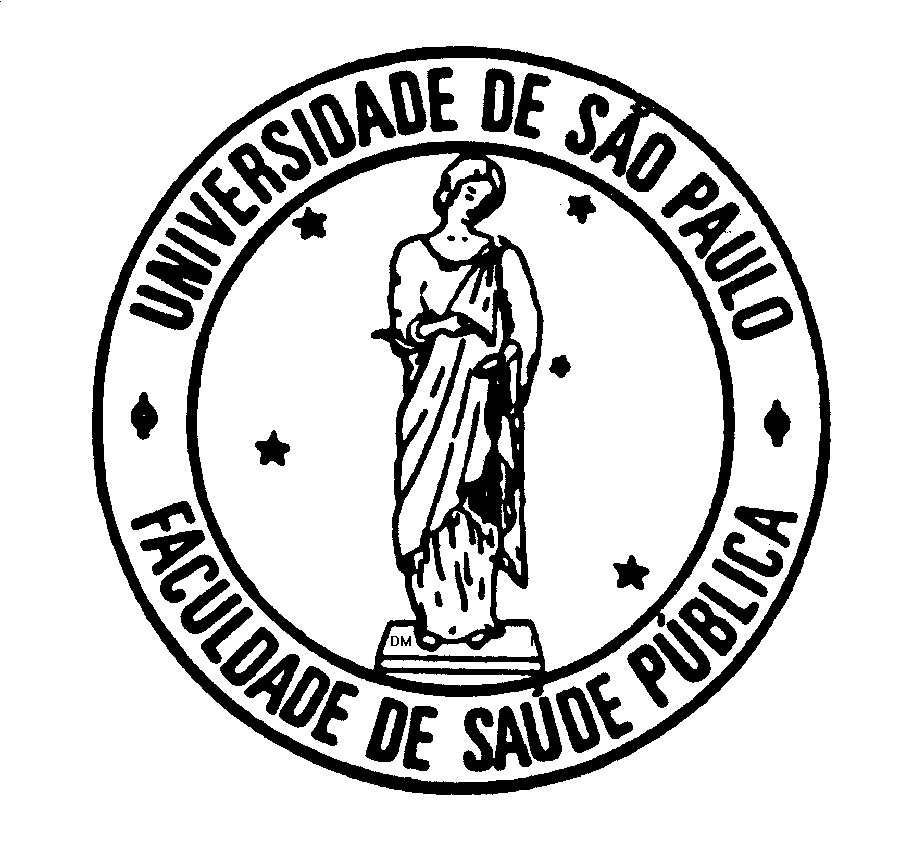 UNIVERSIDADE DE SÃO PAULO
DM
FACULDADE DE SAÚDE PÚBLICA